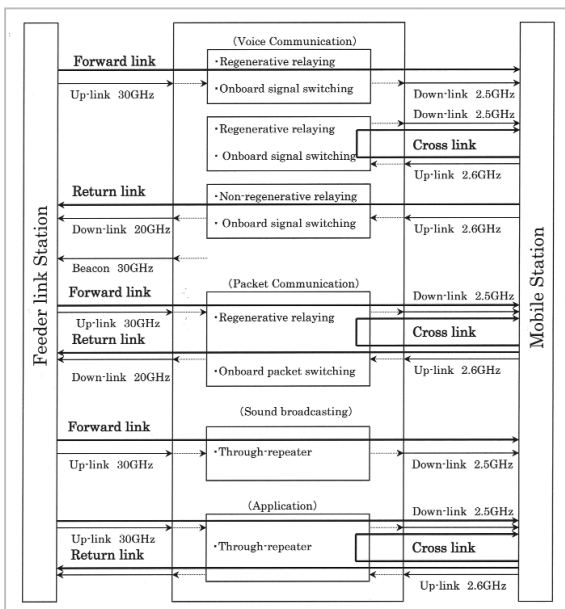 (Voice Communication)
Forward link
・Regenerative relaying
Up-link 30GHz
・Onboard signal switching
Down-link 2.5GHz
Down-link 2.5GHz
・Regenerative relaying
Cross link
・Onboard signal switching
Up-link 2.6GHz
Return link
・Non-regenerative relaying
Down-link 20GHz
・Onboard signal switching
Up-link 2.6GHz
Beacon 30GHz
Feeder link Station
Mobile Station
(Packet Communication)
Forward link
Down-link 2.5GHz
Up-link 30GHz
・Regenerative relaying
Return link
Cross link
Down-link 20GHz
・Onboard packet switching
Up-link 2.6GHz
(Sound broadcasting)
Forward link
・Through-repeater
Up-link 30GHz
Down-link 2.5GHz
(Application)
Down-link 2.5GHz
Up-link 30GHz
Return link
・Through-repeater
Cross link
Up-link 2.6GHz